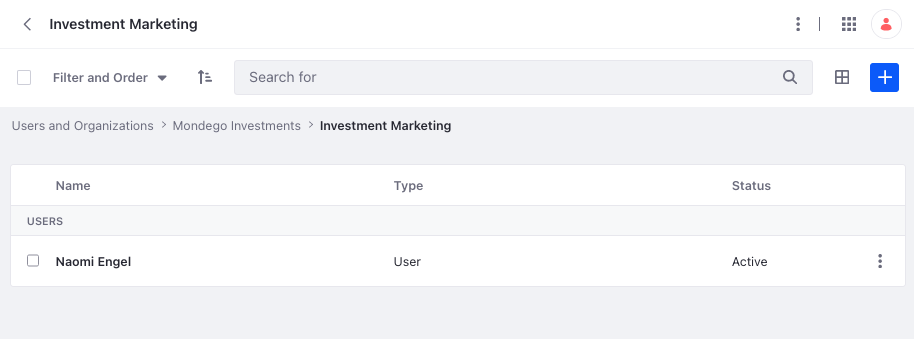 Investment Marketing
Filter and Order
Search for
Users and Organizations > Mondego Investments > Investment Marketing
Name Type Status
USERS
Naomi Engel User Active